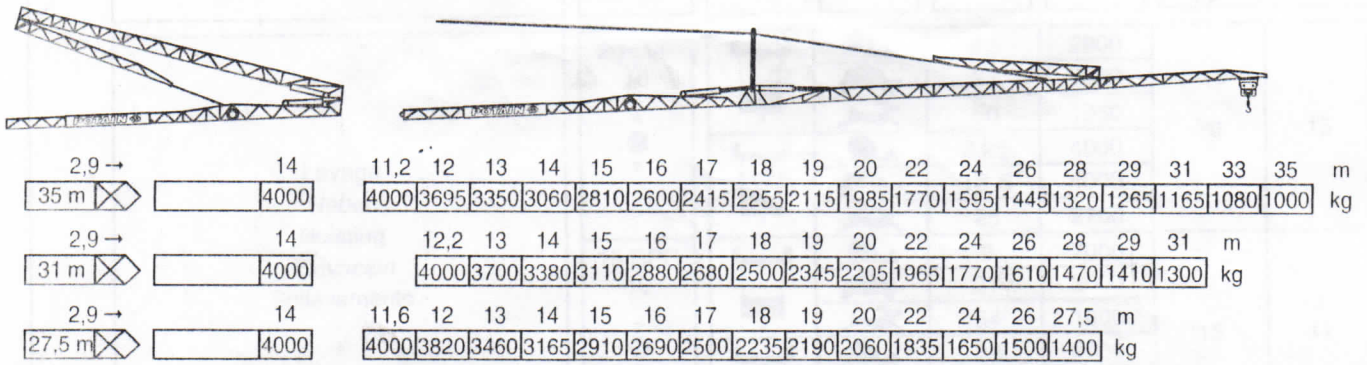 POTAIN POTAIN
2,9 → 14 11,2 12 13 14 15 16 17 18 19 20 22 24 26 28 29 31 33 35 m
35 m 4000 4000 3695 3350 3060 2810 2600 2415 2255 2115 1985 1770 1595 1445 1320 1265 1165 1080 1000 kg
2,9 → 14 12,2 13 14 15 16 17 18 19 20 22 24 26 28 29 31 m
31 m 4000 4000 3700 3380 3110 2880 2680 2500 2345 2205 1965 1770 1610 1470 1410 1300 kg
2,9 → 14 11,6 12 13 14 15 16 17 18 19 20 22 24 26 27,5 m
27,5 m 4000 4000 3820 3460 3165 2910 2690 2500 2235 2190 2060 1835 1650 1500 1400 kg